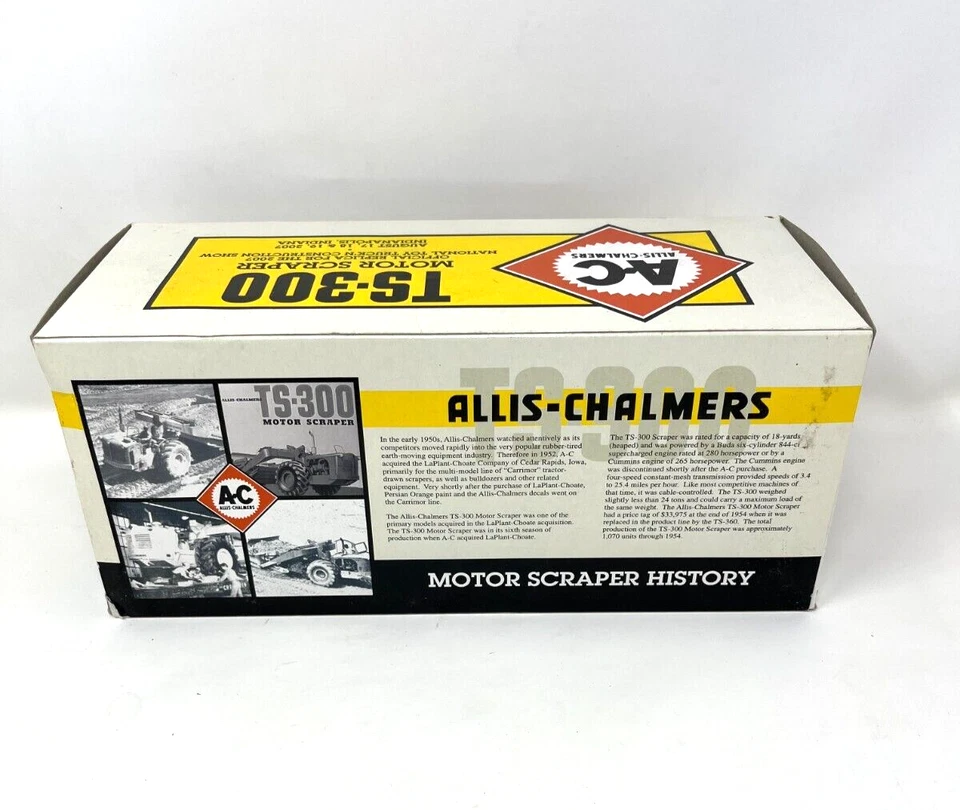 TS-300
MOTOR SCRAPER
OFFICIAL REPLICA FOR THE 2007
NATIONAL TOY TRUCK'N CONSTRUCTION SHOW
AUGUST 17, 18 & 19, 2007
INDIANAPOLIS, INDIANA
A-C
ALLIS-CHALMERS
ALLIS-CHALMERS
TS-300
MOTOR SCRAPER
A-C
ALLIS-CHALMERS
TS-300
ALLIS-CHALMERS
In the early 1950s, Allis-Chalmers watched attentively as its
competitors moved rapidly into the very popular rubber-tired
earth-moving equipment industry. Therefore in 1952, A-C
acquired the LaPlant-Choate Company of Cedar Rapids, Iowa,
primarily for the multi-model line of "Carrimor" tractor-
drawn scrapers, as well as bulldozers and other related
equipment. Very shortly after the purchase of LaPlant-Choate,
Persian Orange paint and the Allis-Chalmers decals went on
the Carrimor line.
The Allis-Chalmers TS-300 Motor Scraper was one of the
primary models acquired in the LaPlant-Choate acquisition.
The TS-300 Motor Scraper was in its sixth season of
production when A-C acquired LaPlant-Choate.
The TS-300 Scraper was rated for a capacity of 18-yards
(heaped) and was powered by a Buda six-cylinder 844-ci
supercharged engine rated at 280 horsepower or by a
Cummins engine of 265 horsepower. The Cummins engine
was discontinued shortly after the A-C purchase. A
four-speed constant-mesh transmission provided speeds of 3.4
to 25.4 miles per hour. Like most competitive machines of
that time, it was cable-controlled. The TS-300 weighed
slightly less than 24 tons and could carry a maximum load of
the same weight. The Allis-Chalmers TS-300 Motor Scraper
had a price tag of $33,975 at the end of 1954 when it was
replaced in the product line by the TS-360. The total
production of the TS-300 Motor Scraper was approximately
1,070 units through 1954.
MOTOR SCRAPER HISTORY